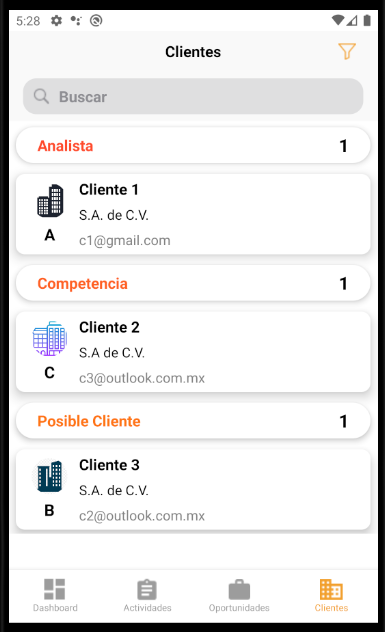 5:28
Clientes
Buscar
Analista 1
Cliente 1
S.A. de C.V.
A
c1@gmail.com
Competencia 1
Cliente 2
S.A de C.V.
C
c3@outlook.com.mx
Posible Cliente 1
Cliente 3
S.A. de C.V.
B
c2@outlook.com.mx
Dashboard Actividades Oportunidades Clientes